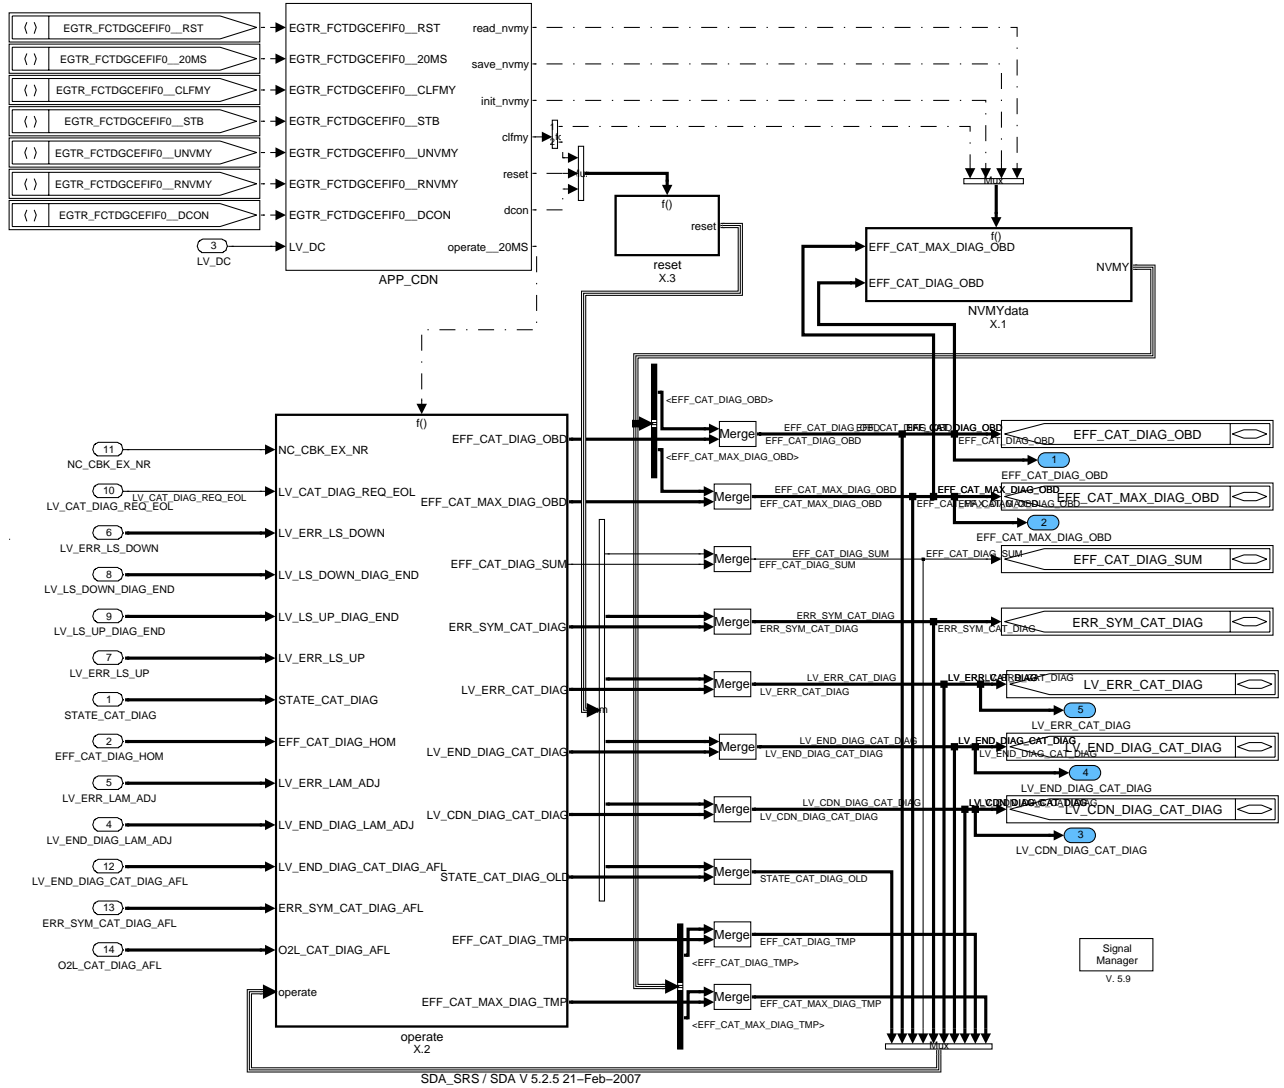 EGTR_FCTDGCEFIF0__RST
EGTR_FCTDGCEFIF0__20MS
EGTR_FCTDGCEFIF0__CLFMY
EGTR_FCTDGCEFIF0__STB
EGTR_FCTDGCEFIF0__UNVMY
EGTR_FCTDGCEFIF0__RNVMY
EGTR_FCTDGCEFIF0__DCON
3
LV_DC
EGTR_FCTDGCEFIF0__RST
EGTR_FCTDGCEFIF0__20MS
EGTR_FCTDGCEFIF0__CLFMY
EGTR_FCTDGCEFIF0__STB
EGTR_FCTDGCEFIF0__UNVMY
EGTR_FCTDGCEFIF0__RNVMY
EGTR_FCTDGCEFIF0__DCON
LV_DC
read_nvmy
save_nvmy
init_nvmy
clfmy
reset
dcon
operate__20MS
APP_CDN
f()
reset
reset
X.3
Mux
f()
EFF_CAT_MAX_DIAG_OBD
EFF_CAT_DIAG_OBD
NVMY
NVMYdata
X.1
11
NC_CBK_EX_NR
10
LV_CAT_DIAG_REQ_EOL
LV_CAT_DIAG_REQ_EOL
6
LV_ERR_LS_DOWN
8
LV_LS_DOWN_DIAG_END
9
LV_LS_UP_DIAG_END
7
LV_ERR_LS_UP
1
STATE_CAT_DIAG
2
EFF_CAT_DIAG_HOM
5
LV_ERR_LAM_ADJ
4
LV_END_DIAG_LAM_ADJ
12
LV_END_DIAG_CAT_DIAG_AFL
13
ERR_SYM_CAT_DIAG_AFL
14
O2L_CAT_DIAG_AFL
f()
NC_CBK_EX_NR
LV_CAT_DIAG_REQ_EOL
LV_ERR_LS_DOWN
LV_LS_DOWN_DIAG_END
LV_LS_UP_DIAG_END
LV_ERR_LS_UP
STATE_CAT_DIAG
EFF_CAT_DIAG_HOM
LV_ERR_LAM_ADJ
LV_END_DIAG_LAM_ADJ
LV_END_DIAG_CAT_DIAG_AFL
ERR_SYM_CAT_DIAG_AFL
O2L_CAT_DIAG_AFL
operate
EFF_CAT_DIAG_OBD
EFF_CAT_MAX_DIAG_OBD
EFF_CAT_DIAG_SUM
ERR_SYM_CAT_DIAG
LV_ERR_CAT_DIAG
LV_END_DIAG_CAT_DIAG
LV_CDN_DIAG_CAT_DIAG
STATE_CAT_DIAG_OLD
EFF_CAT_DIAG_TMP
EFF_CAT_MAX_DIAG_TMP
operate
X.2
<EFF_CAT_DIAG_OBD>
Merge
EFF_CAT_DIAG_OBD
EFF_CAT_DIAG_OBD
EFF_CAT_DIAG_OBD
EFF_CAT_DIAG_OBD
EFF_CAT_DIAG_OBD
1
EFF_CAT_DIAG_OBD
<EFF_CAT_MAX_DIAG_OBD>
Merge
EFF_CAT_MAX_DIAG_OBD
EFF_CAT_MAX_DIAG_OBD
EFF_CAT_MAX_DIAG_OBD
EFF_CAT_MAX_DIAG_OBD
2
EFF_CAT_MAX_DIAG_OBD
Merge
EFF_CAT_DIAG_SUM
EFF_CAT_DIAG_SUM
EFF_CAT_DIAG_SUM
EFF_CAT_DIAG_SUM
Merge
ERR_SYM_CAT_DIAG
ERR_SYM_CAT_DIAG
ERR_SYM_CAT_DIAG
ERR_SYM_CAT_DIAG
Merge
LV_ERR_CAT_DIAG
LV_ERR_CAT_DIAG
LV_ERR_CAT_DIAG
5
LV_ERR_CAT_DIAG
Merge
LV_END_DIAG_CAT_DIAG
LV_END_DIAG_CAT_DIAG
LV_END_DIAG_CAT_DIAG
LV_END_DIAG_CAT_DIAG
LV_END_DIAG_CAT_DIAG
4
LV_END_DIAG_CAT_DIAG
Merge
LV_CDN_DIAG_CAT_DIAG
LV_CDN_DIAG_CAT_DIAG
LV_CDN_DIAG_CAT_DIAG
3
LV_CDN_DIAG_CAT_DIAG
Merge
STATE_CAT_DIAG_OLD
Merge
EFF_CAT_DIAG_TMP
<EFF_CAT_DIAG_TMP>
Merge
EFF_CAT_MAX_DIAG_TMP
<EFF_CAT_MAX_DIAG_TMP>
Signal
Manager
V. 5.9
Mux
SDA_SRS / SDA V 5.2.5 21–Feb–2007